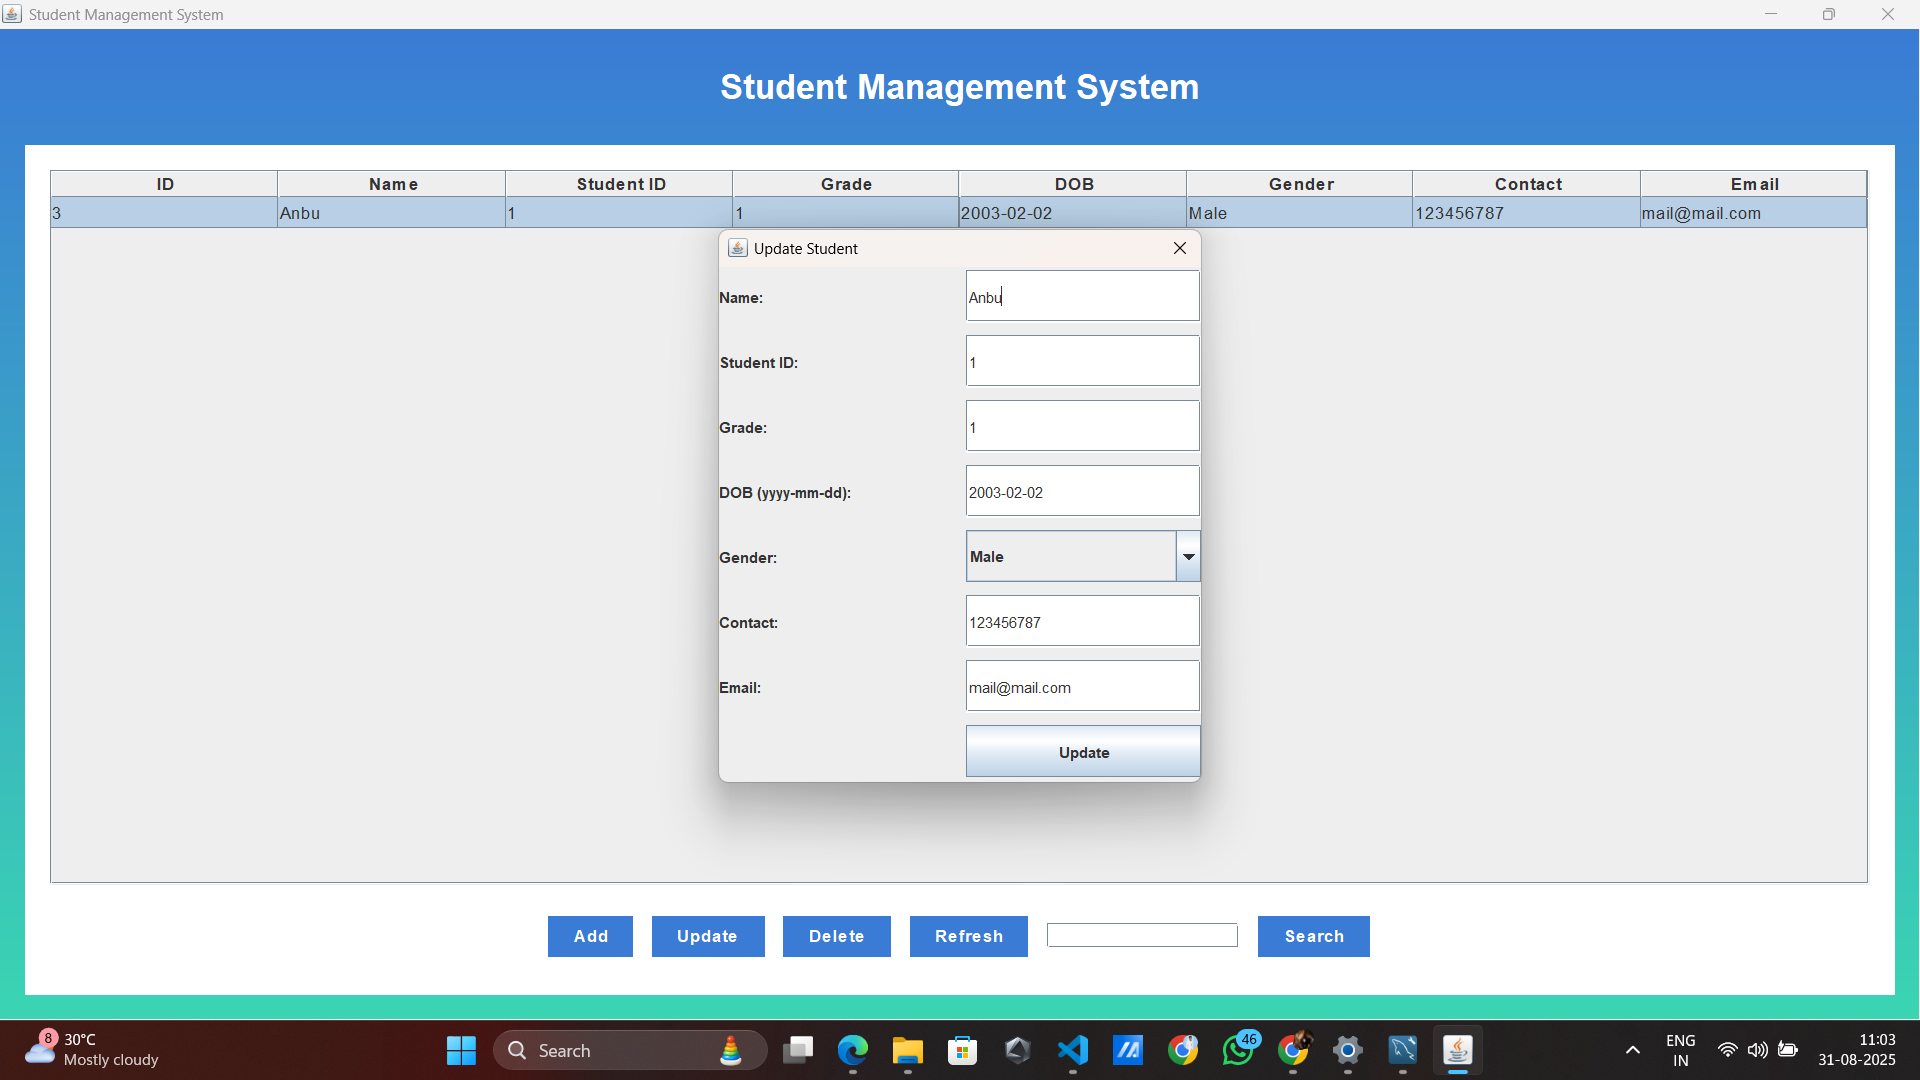 Student Management System
Student Management System
ID Name Student ID Grade DOB Gender Contact Email
3 Anbu 1 1 2003-02-02 Male 123456787 mail@mail.com
Update Student
Name: Anbu
Student ID: 1
Grade: 1
DOB (yyyy-mm-dd): 2003-02-02
Gender: Male
Contact: 123456787
Email: mail@mail.com
Update
Add Update Delete Refresh Search
8 30°C
Mostly cloudy
Search
46
ENG
IN
11:03
31-08-2025